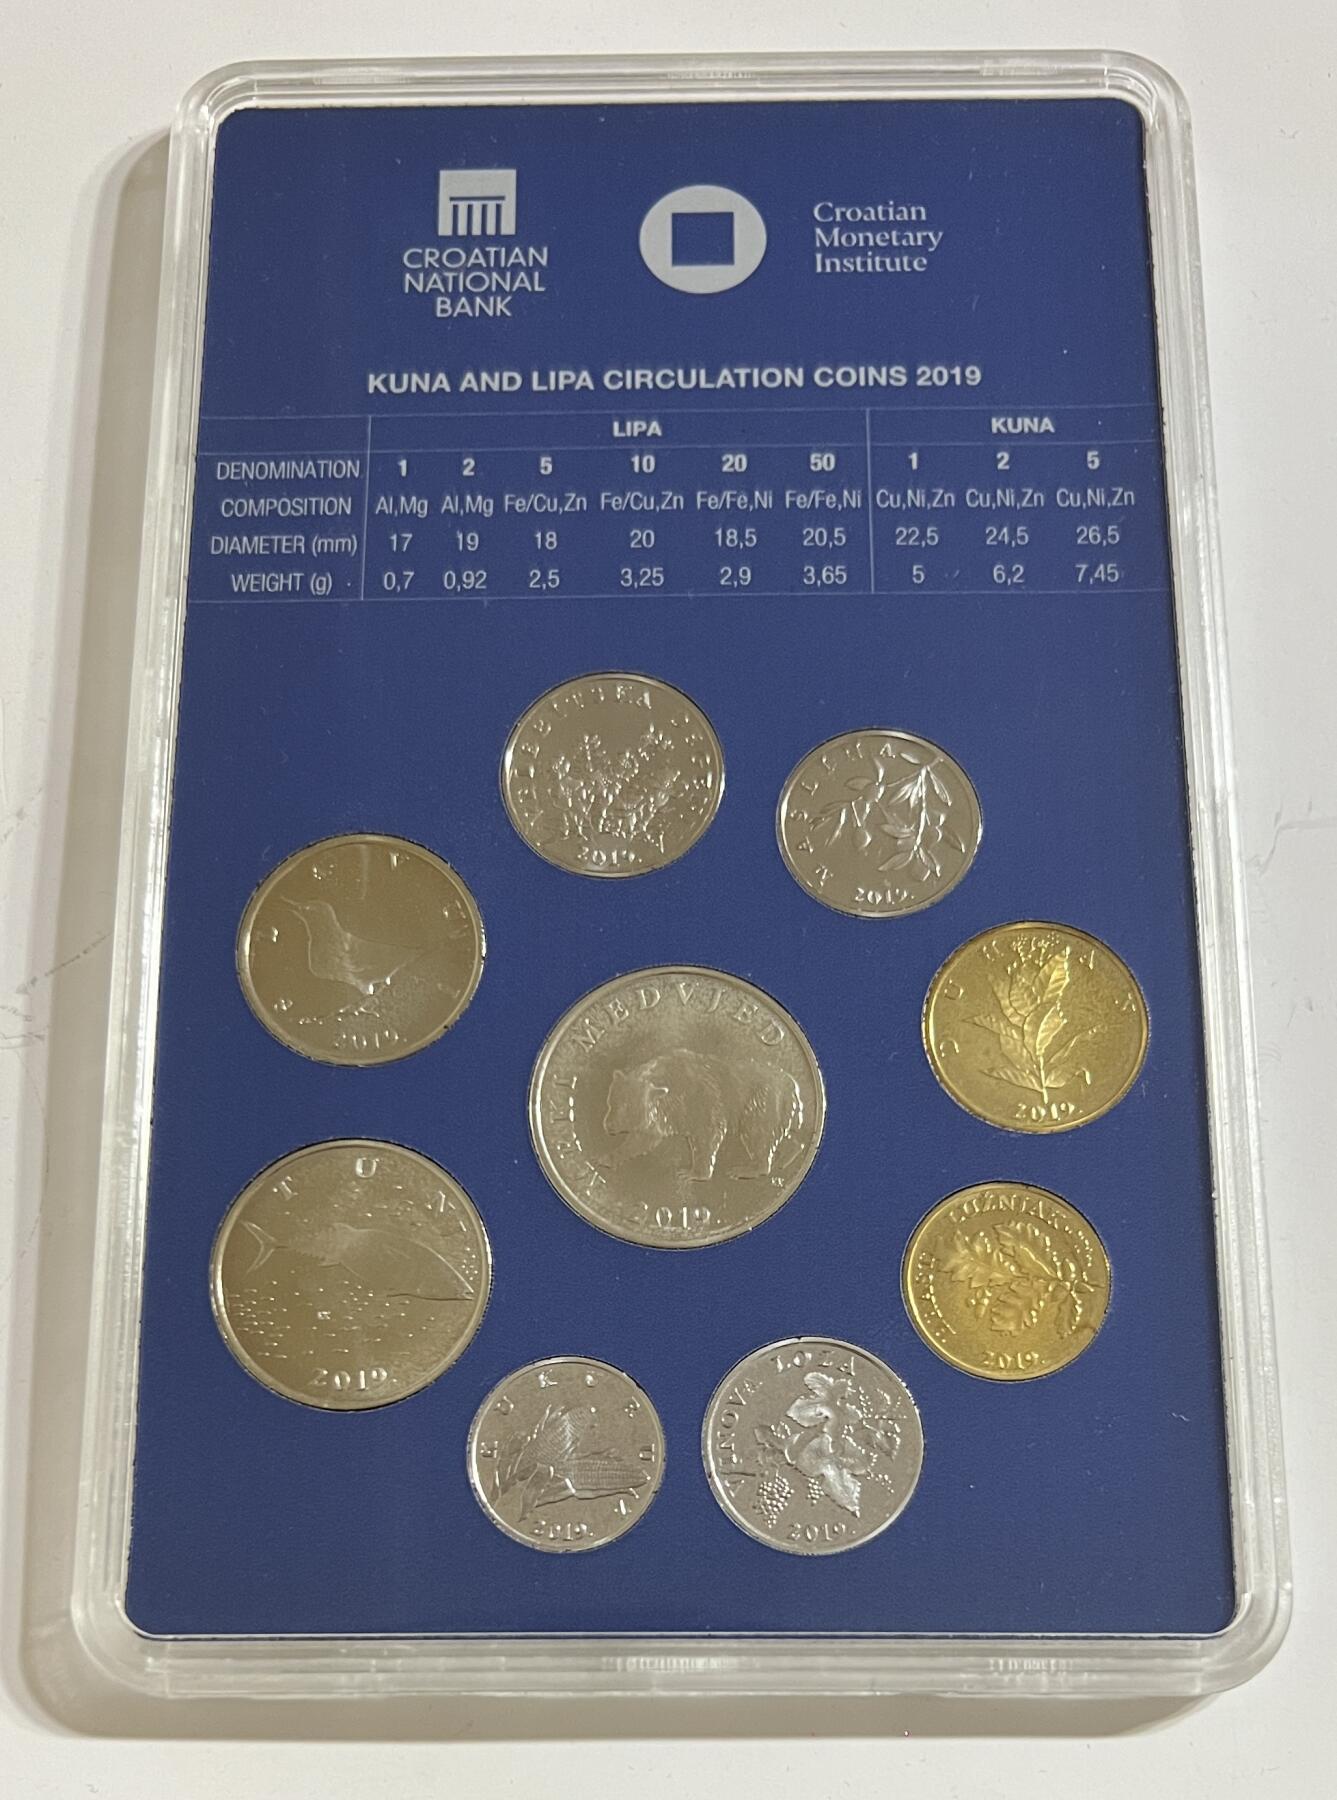 CROATIAN
NATIONAL
BANK
Croatian
Monetary
Institute
KUNA AND LIPA CIRCULATION COINS 2019
LIPA KUNA
DENOMINATION 1 2 5 10 20 50 1 2 5
COMPOSITION Al,Mg Al,Mg Fe/Cu,Zn Fe/Cu,Zn Fe/Fe,Ni Fe/Fe,Ni Cu,Ni,Zn Cu,Ni,Zn Cu,Ni,Zn
DIAMETER (mm) 17 19 18 20 18,5 20,5 22,5 24,5 26,5
WEIGHT (g) 0,7 0,92 2,5 3,25 2,9 3,65 5 6,2 7,45
2019.
MASLINA
2019.
SLAVUJ
2019.
DUHAN
2019.
MRKI MEDVJED
2019.
TUNJ
2019.
HRAST LUŽNJAK
2019.
KUKURUZ
2019.
VINOVA LOZA
2019.